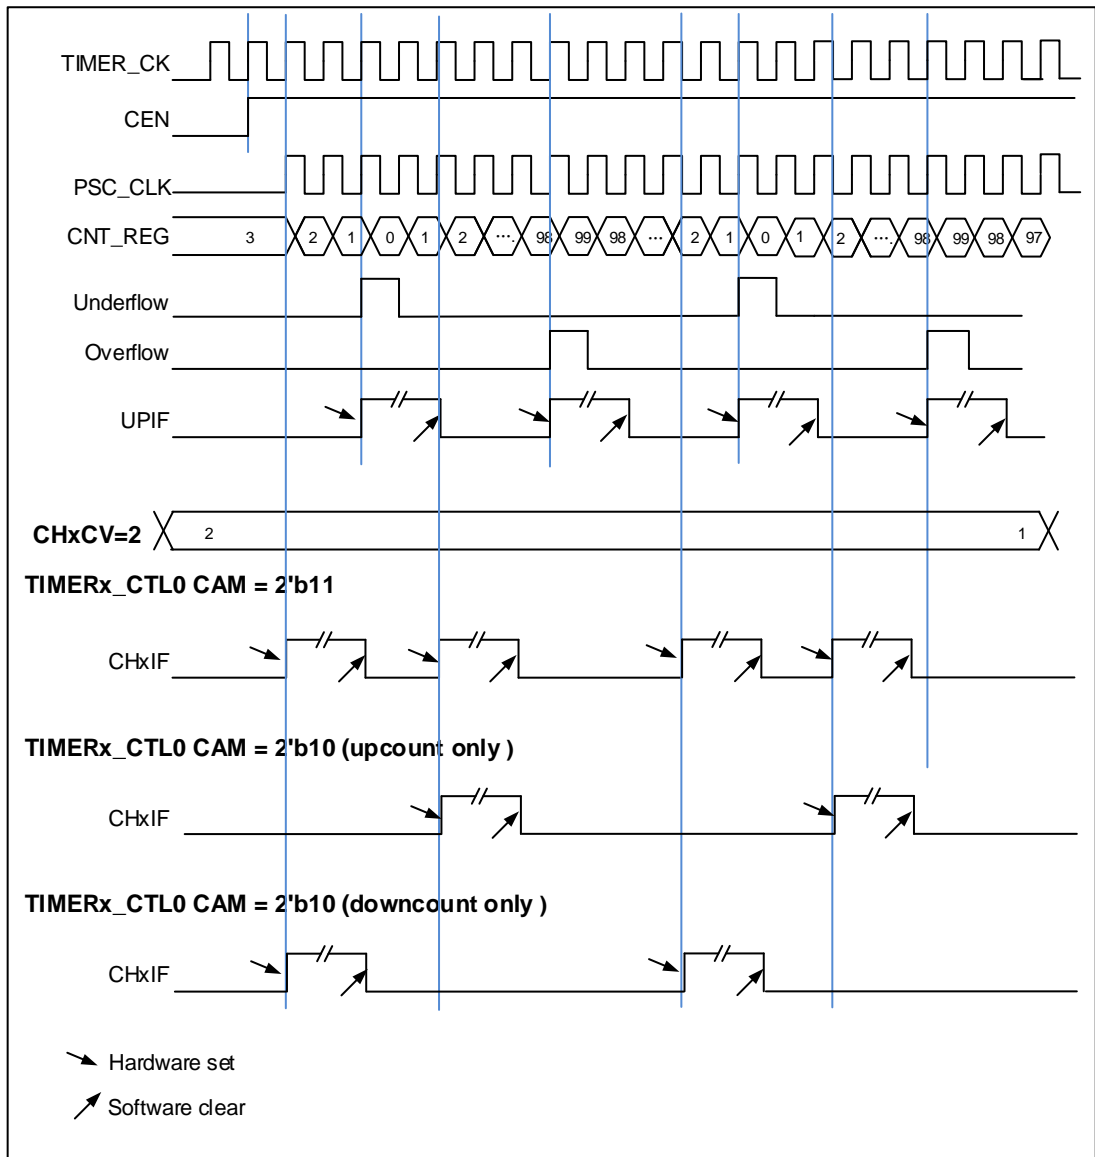 TIMER_CK
CEN
PSC_CLK
CNT_REG 3 2 1 0 1 2 .... 98 99 98 ... 2 1 0 1 2 .... 98 99 98 97
Underflow
Overflow
UPIF
CHxCV=2 2 1
TIMERx_CTL0 CAM = 2'b11
CHxIF
TIMERx_CTL0 CAM = 2'b10 (upcount only )
CHxIF
TIMERx_CTL0 CAM = 2'b10 (downcount only )
CHxIF
Hardware set
Software clear